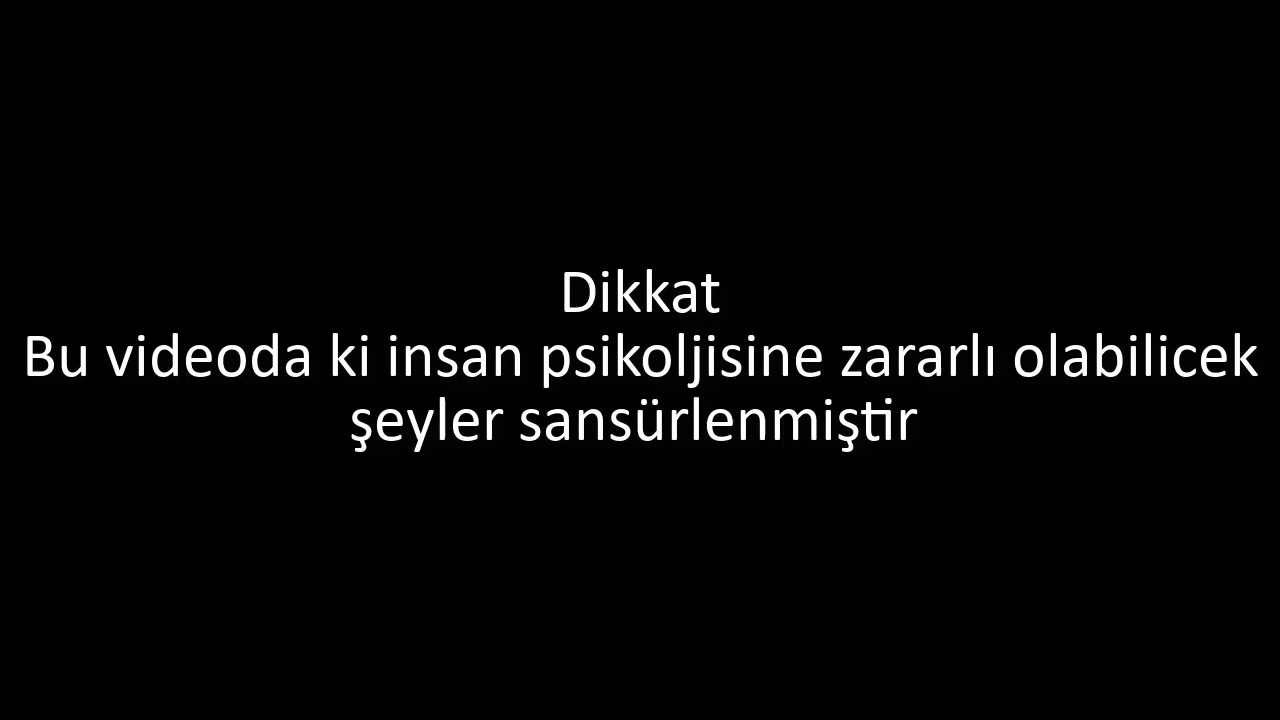 Dikkat
Bu videoda ki insan psikoljisine zararlı olabilicek
şeyler sansürlenmiştir